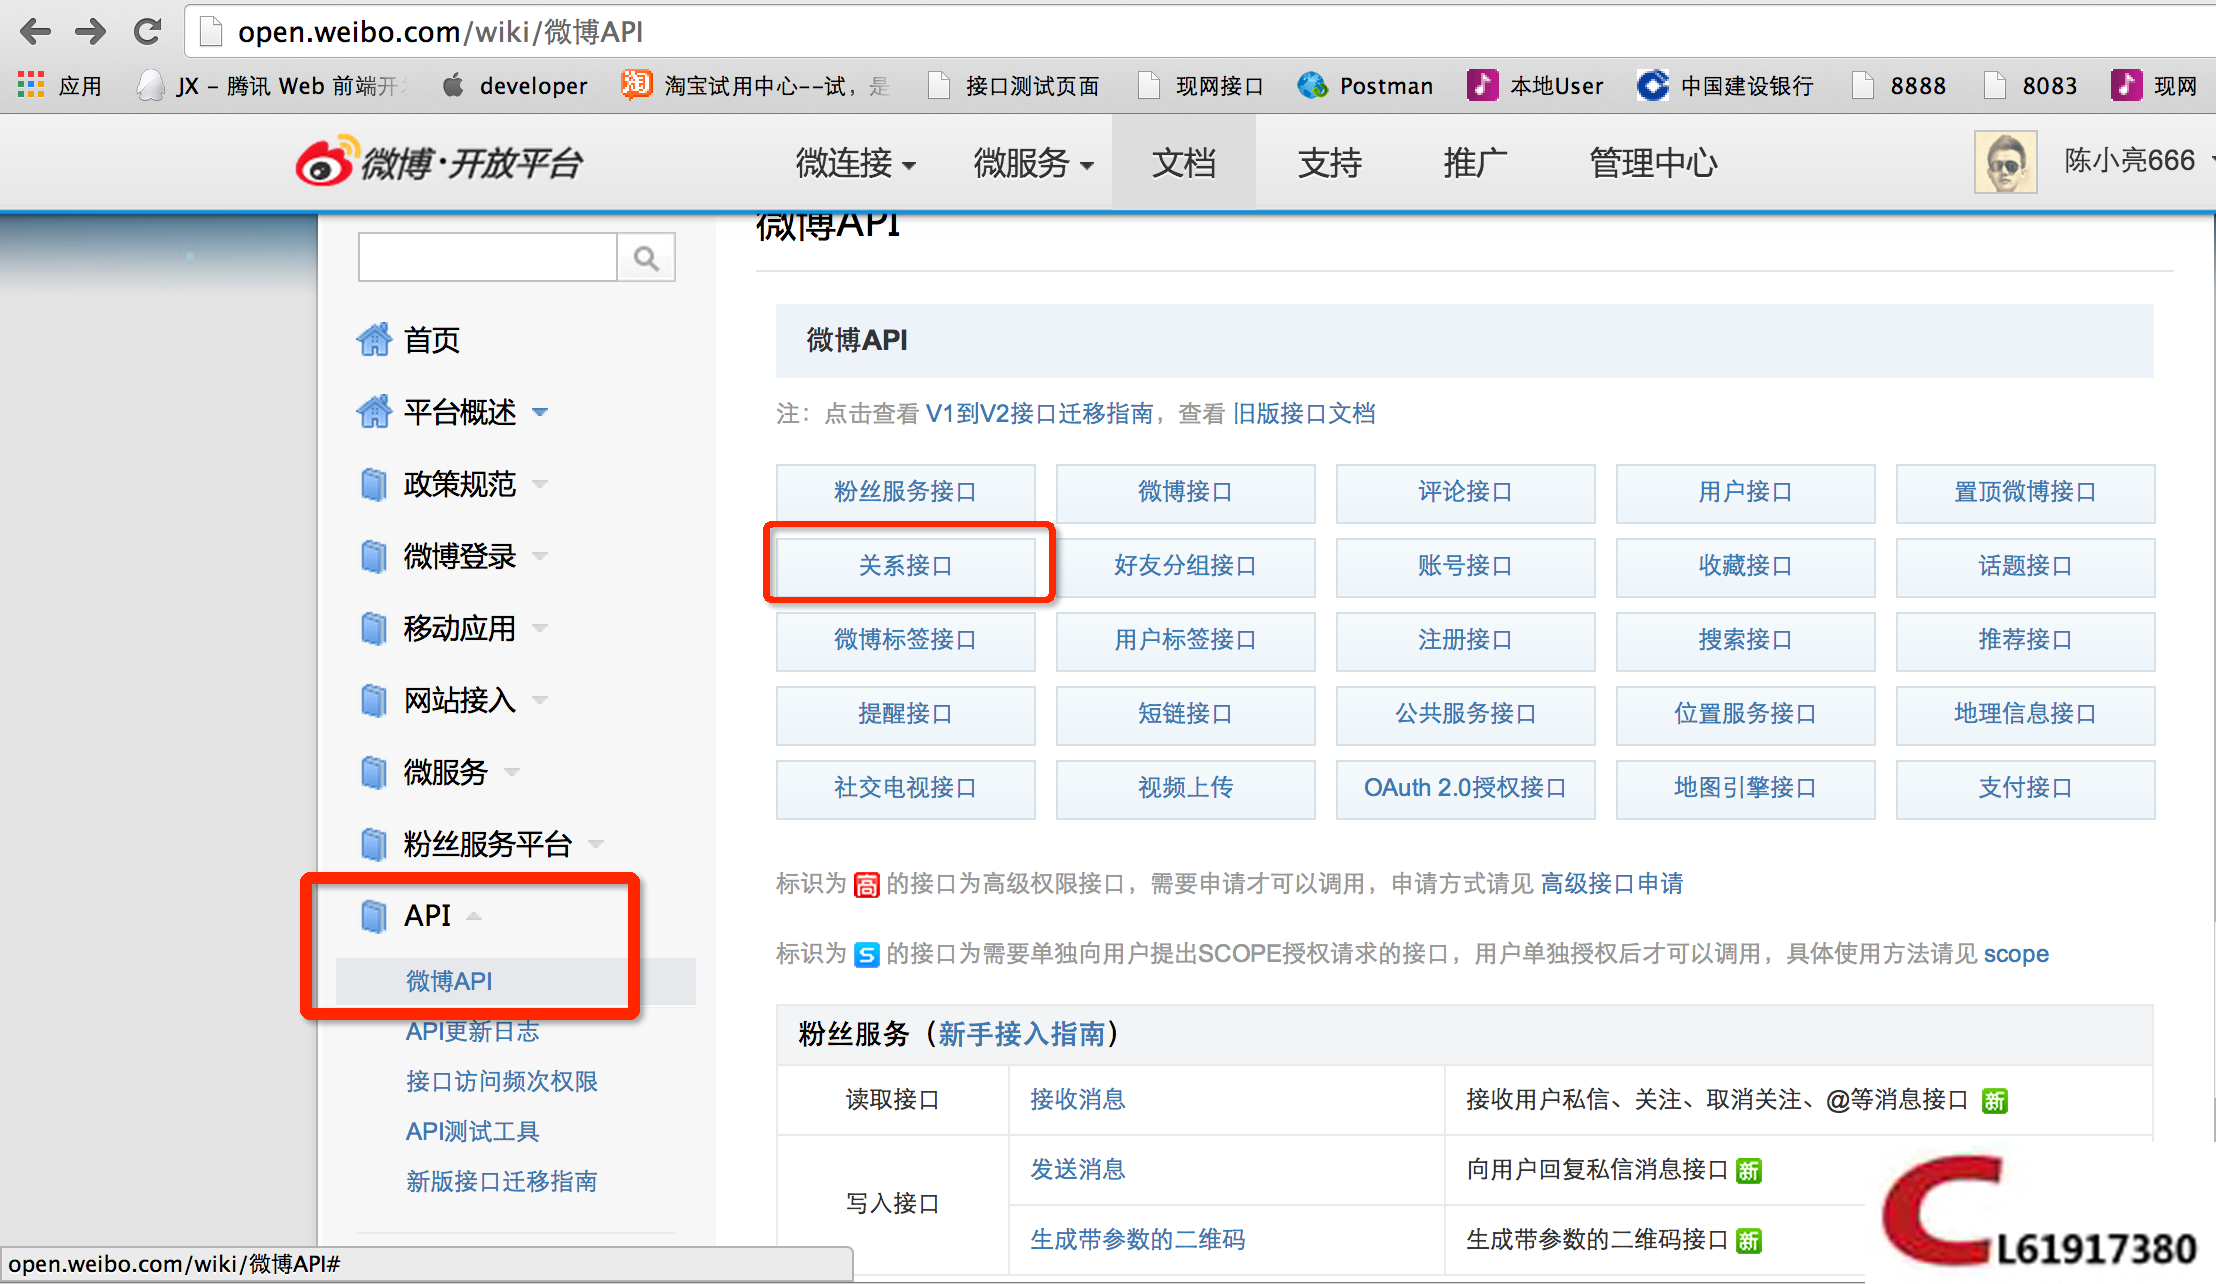 open.weibo.com/wiki/微博API
应用 JX - 腾讯 Web 前端开 developer 淘宝试用中心--试，是 接口测试页面 现网接口 Postman 本地User 中国建设银行 8888 8083 现网
微博·开放平台 微连接 微服务 文档 支持 推广 管理中心 陈小亮666
微博API
首页
平台概述
政策规范
微博登录
移动应用
网站接入
微服务
粉丝服务平台
API
微博API
API更新日志
接口访问频次权限
API测试工具
新版接口迁移指南
微博API
注：点击查看 V1到V2接口迁移指南，查看 旧版接口文档
粉丝服务接口 微博接口 评论接口 用户接口 置顶微博接口
关系接口 好友分组接口 账号接口 收藏接口 话题接口
微博标签接口 用户标签接口 注册接口 搜索接口 推荐接口
提醒接口 短链接口 公共服务接口 位置服务接口 地理信息接口
社交电视接口 视频上传 OAuth 2.0授权接口 地图引擎接口 支付接口
标识为 高 的接口为高级权限接口，需要申请才可以调用，申请方式请见 高级接口申请
标识为 S 的接口为需要单独向用户提出SCOPE授权请求的接口，用户单独授权后才可以调用，具体使用方法请见 scope
粉丝服务（新手接入指南）
读取接口 接收消息 接收用户私信、关注、取消关注、@等消息接口 新
写入接口 发送消息 向用户回复私信消息接口 新
生成带参数的二维码 生成带参数的二维码接口 新
open.weibo.com/wiki/微博API#
CL61917380